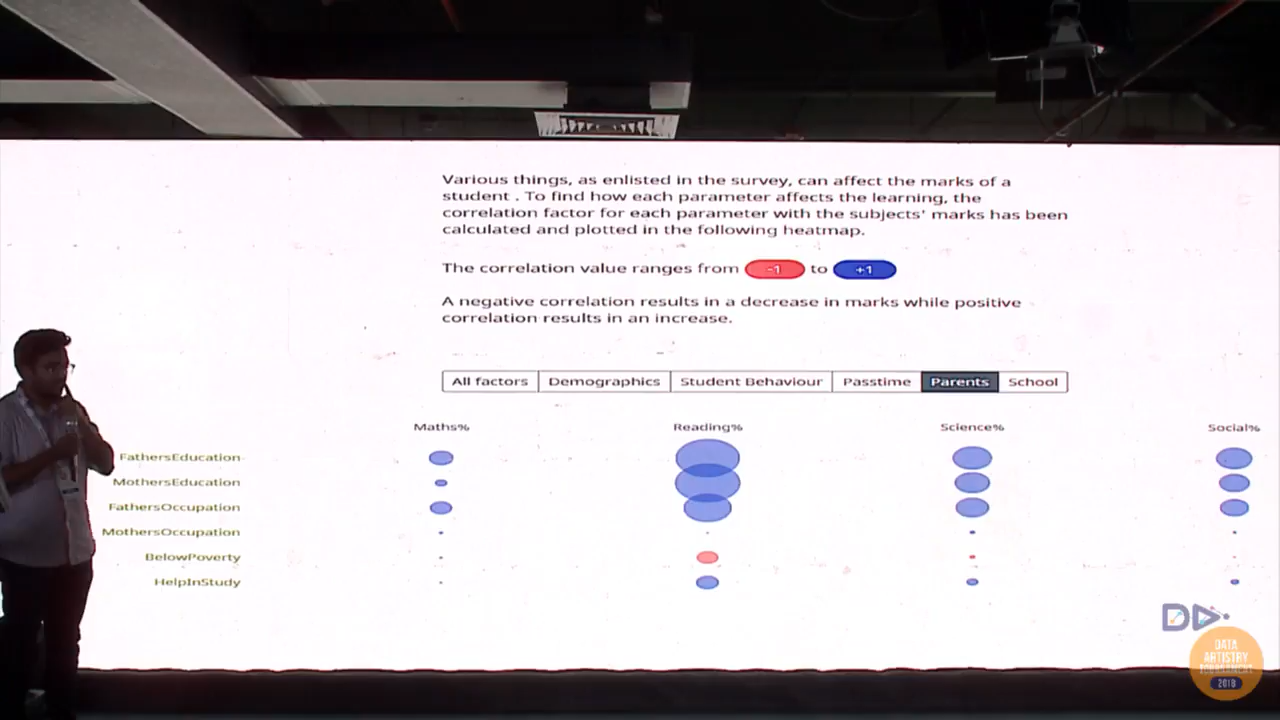 Various things, as enlisted in the survey, can affect the marks of a
student . To find how each parameter affects the learning, the
correlation factor for each parameter with the subjects' marks has been
calculated and plotted in the following heatmap.
The correlation value ranges from -1 to +1
A negative correlation results in a decrease in marks while positive
correlation results in an increase.
All factors Demographics Student Behaviour Passtime Parents School
Maths% Reading% Science% Social%
FathersEducation
MothersEducation
FathersOccupation
MothersOccupation
BelowPoverty
HelpInStudy
DATA
ARTISTRY
TOURNAMENT
2018